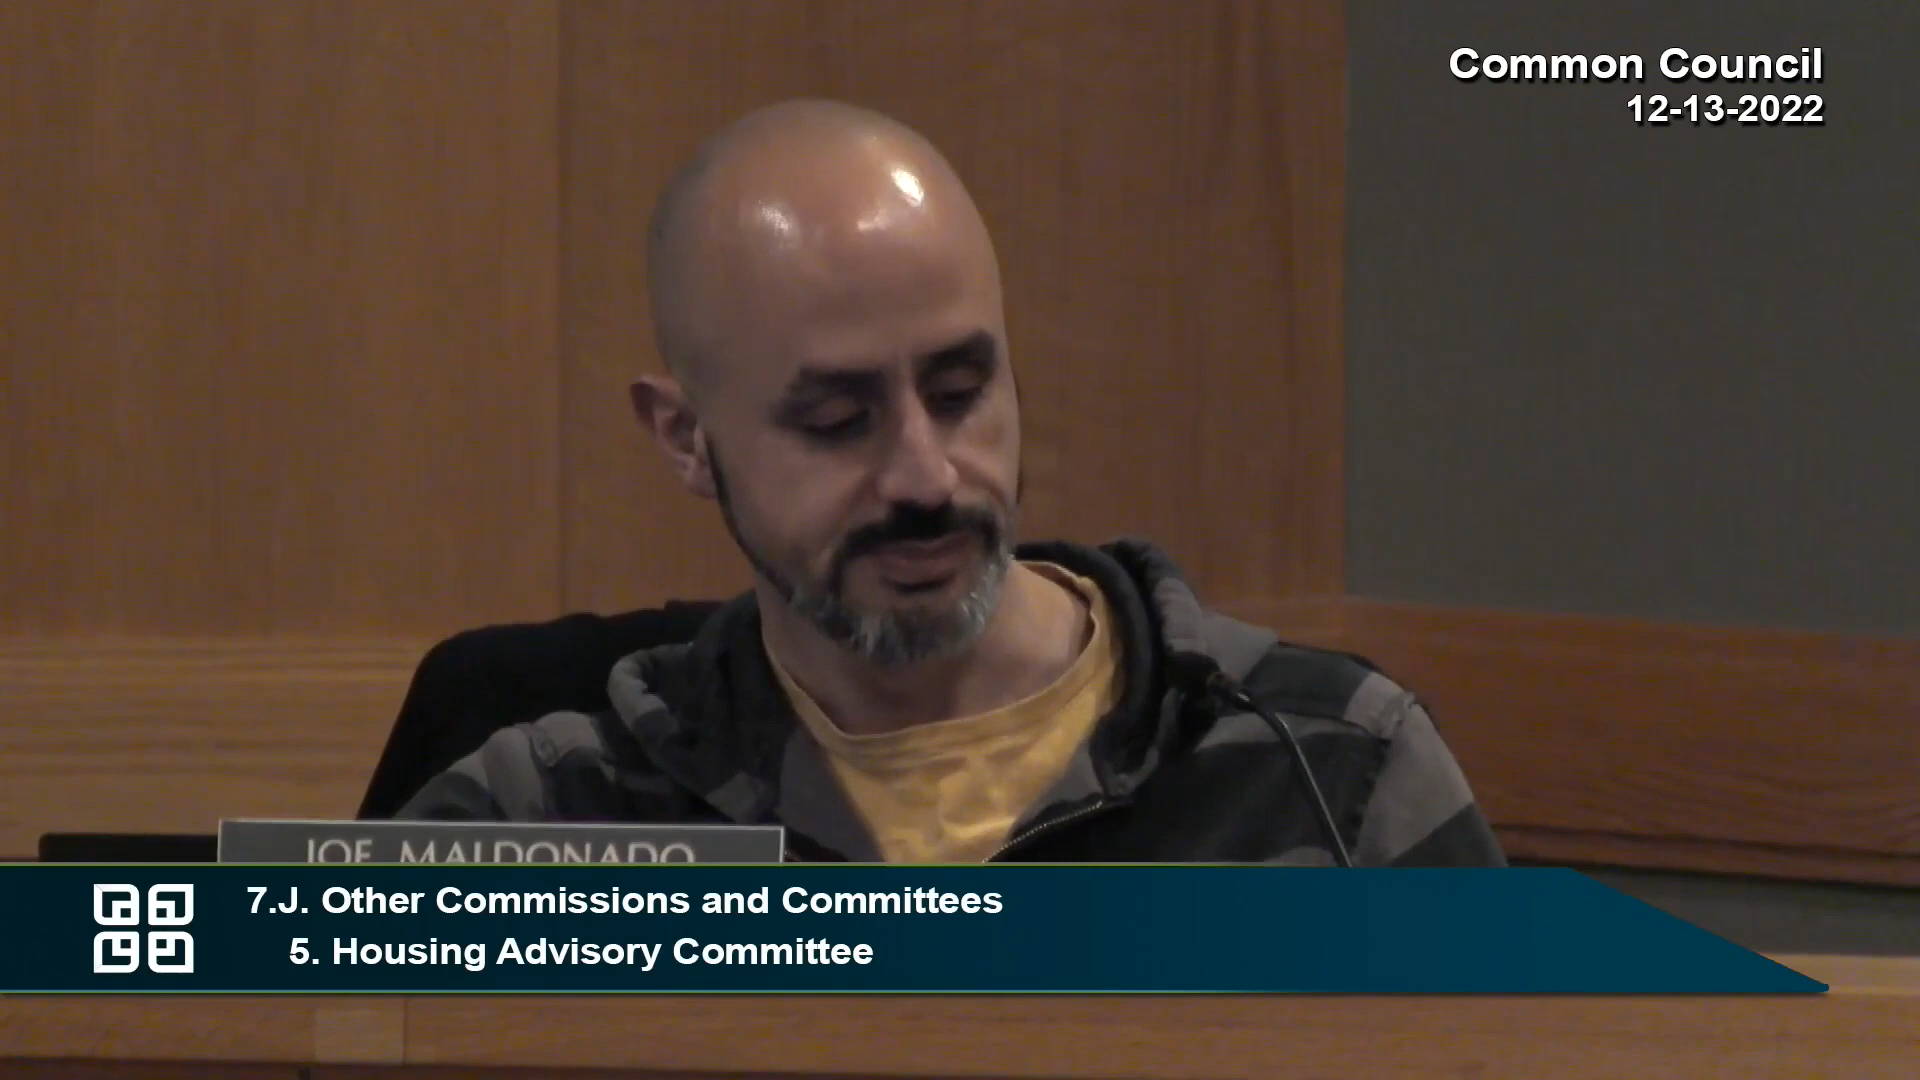 Common Council
12-13-2022
JOE MALDONADO
7.J. Other Commissions and Committees
5. Housing Advisory Committee